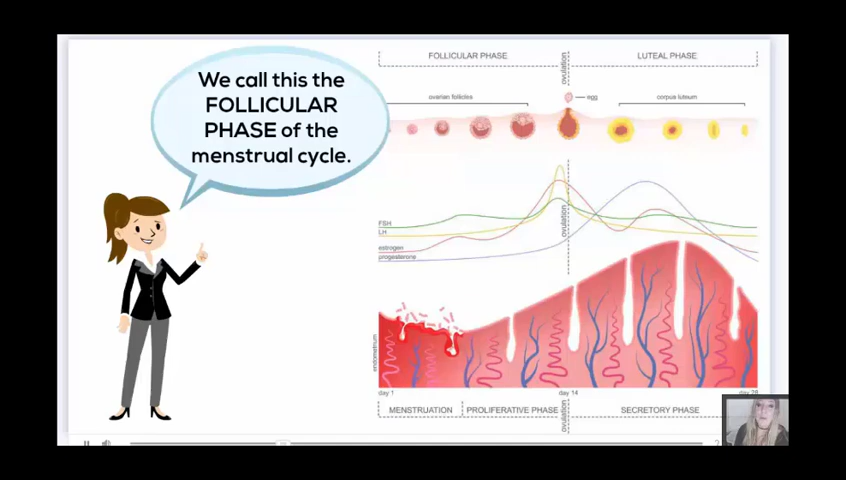 We call this the
FOLLICULAR
PHASE of the
menstrual cycle.
FOLLICULAR PHASE
ovulation
LUTEAL PHASE
ovarian follicles
egg
corpus luteum
FSH
LH
estrogen
progesterone
ovulation
endometrium
day 1
day 14
day 28
MENSTRUATION
PROLIFERATIVE PHASE
ovulation
SECRETORY PHASE